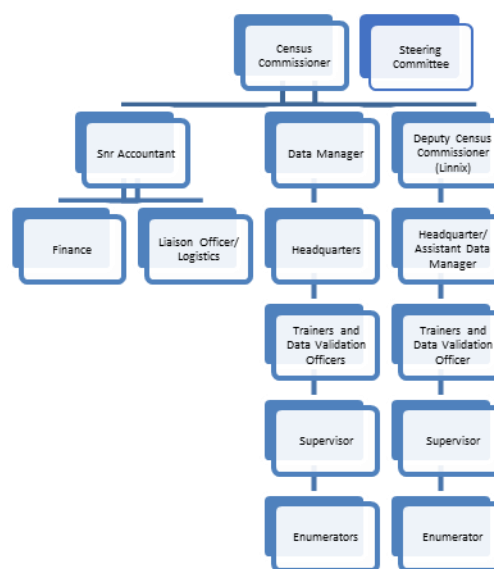 Census
Commissioner
Steering
Committee
Snr Accountant
Data Manager
Deputy Census
Commissioner
(Linnix)
Finance
Liaison Officer/
Logistics
Headquarters
Headquarter/
Assistant Data
Manager
Trainers and
Data Validation
Officers
Trainers and
Data Validation
Officer
Supervisor
Supervisor
Enumerators
Enumerator